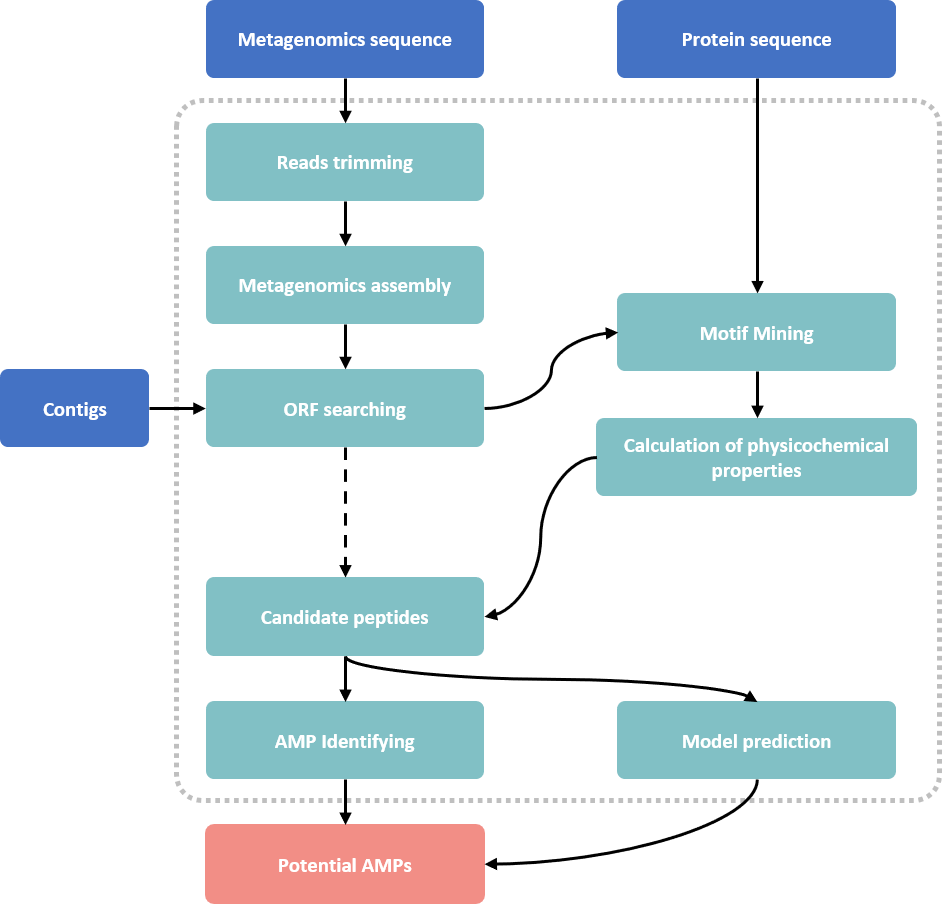 Metagenomics sequence
Protein sequence
Reads trimming
Metagenomics assembly
Motif Mining
Contigs
ORF searching
Calculation of physicochemical
properties
Candidate peptides
AMP Identifying
Model prediction
Potential AMPs